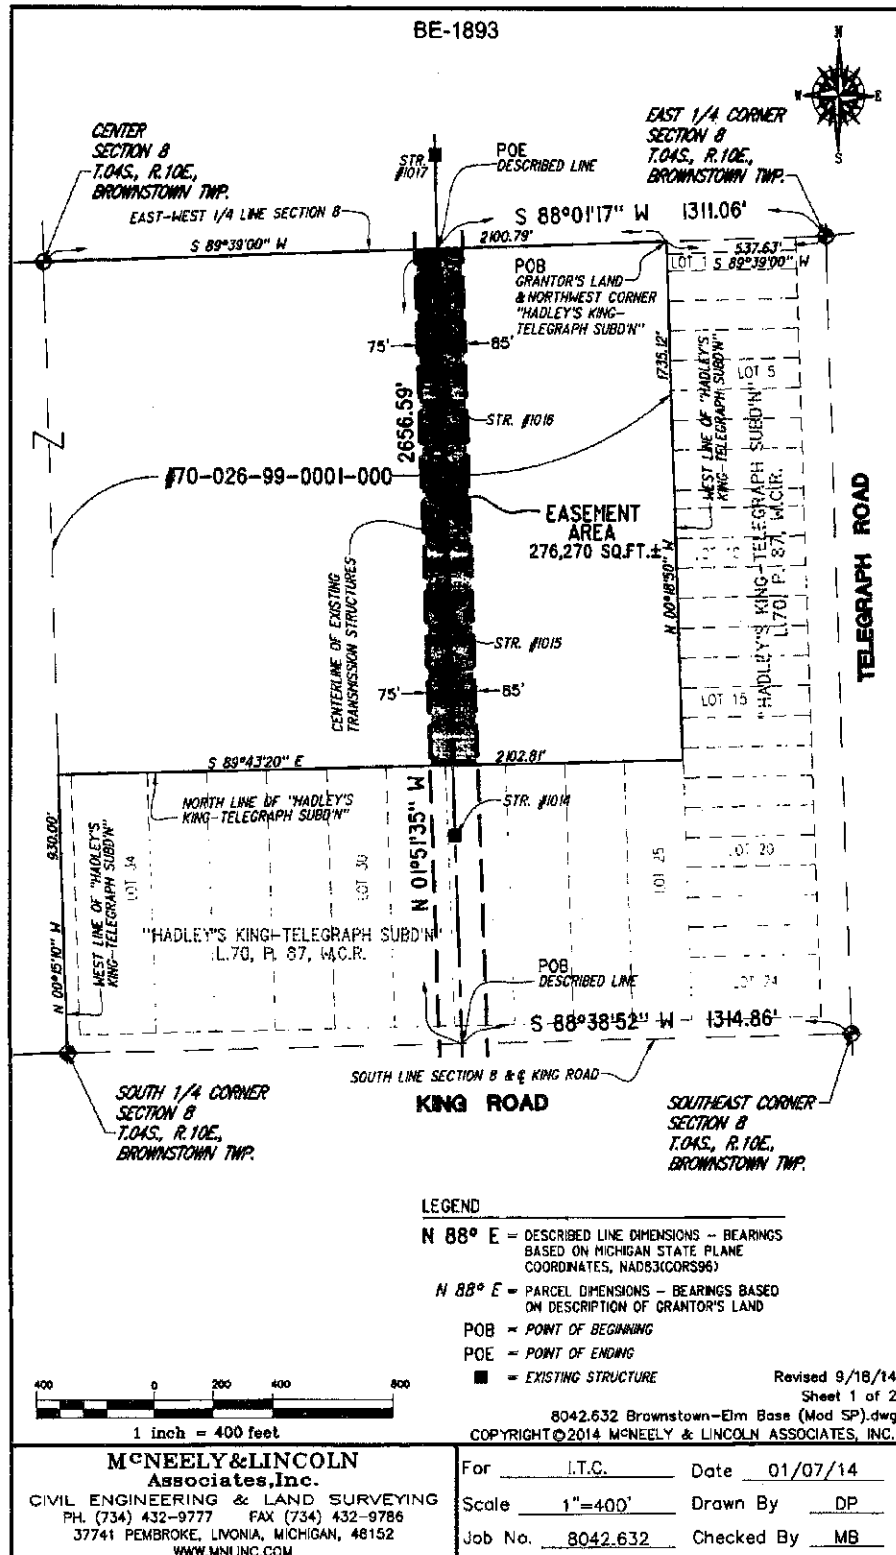 BE-1893
N
W E
S
CENTER
SECTION 8
T.04S., R.10E.,
BROWNSTOWN TWP.
EAST 1/4 CORNER
SECTION 8
T.04S., R.10E.,
BROWNSTOWN TWP.
STR.
#1017
POE
DESCRIBED LINE
EAST-WEST 1/4 LINE SECTION 8
S 88°01'17" W 1311.06'
S 89°39'00" W
2100.79'
537.63'
LOT 1 S 89°39'00" W
POB
GRANTOR'S LAND
& NORTHWEST CORNER
"HADLEY'S KING-
TELEGRAPH SUBD'N"
75' 85'
1735.12'
LOT 5
2656.59'
STR. #1016
WEST LINE OF "HADLEY'S
KING-TELEGRAPH SUBD'N"
#70-026-99-0001-000
EASEMENT
AREA
276,270 SQ.FT.±
"HADLEY'S KING-TELEGRAPH SUBD'N"
L.70, P. 87, W.C.R.
TELEGRAPH ROAD
N 00°18'50" W
CENTERLINE OF EXISTING
TRANSMISSION STRUCTURES
STR. #1015
75' 85'
LOT 15
S 89°43'20" E
2102.81'
NORTH LINE OF "HADLEY'S
KING-TELEGRAPH SUBD'N"
STR. #1014
N 01°51'35" W
930.00'
N 00°15'10" W
WEST LINE OF "HADLEY'S
KING-TELEGRAPH SUBD'N"
LOT 34
LOT 30
LOT 25
LOT 20
"HADLEY'S KING-TELEGRAPH SUBD'N"
L.70, P. 87, W.C.R.
POB
DESCRIBED LINE
LOT 24
S 88°38'52" W 1314.86'
SOUTH LINE SECTION 8 & ℄ KING ROAD
KING ROAD
SOUTH 1/4 CORNER
SECTION 8
T.04S., R.10E.,
BROWNSTOWN TWP.
SOUTHEAST CORNER
SECTION 8
T.04S., R.10E.,
BROWNSTOWN TWP.
LEGEND
N 88° E = DESCRIBED LINE DIMENSIONS - BEARINGS
BASED ON MICHIGAN STATE PLANE
COORDINATES, NAD83(CORS96)
N 88° E = PARCEL DIMENSIONS - BEARINGS BASED
ON DESCRIPTION OF GRANTOR'S LAND
POB = POINT OF BEGINNING
POE = POINT OF ENDING
■ = EXISTING STRUCTURE
Revised 9/18/14
Sheet 1 of 2
8042.632 Brownstown-Elm Base (Mod SP).dwg
COPYRIGHT©2014 MCNEELY & LINCOLN ASSOCIATES, INC.
400 0 200 400 800
1 inch = 400 feet
MCNEELY&LINCOLN
Associates,Inc.
CIVIL ENGINEERING & LAND SURVEYING
PH. (734) 432-9777 FAX (734) 432-9786
37741 PEMBROKE, LIVONIA, MICHIGAN, 48152
WWW.MNLINC.COM
For I.T.C. Date 01/07/14
Scale 1"=400' Drawn By DP
Job No. 8042.632 Checked By MB